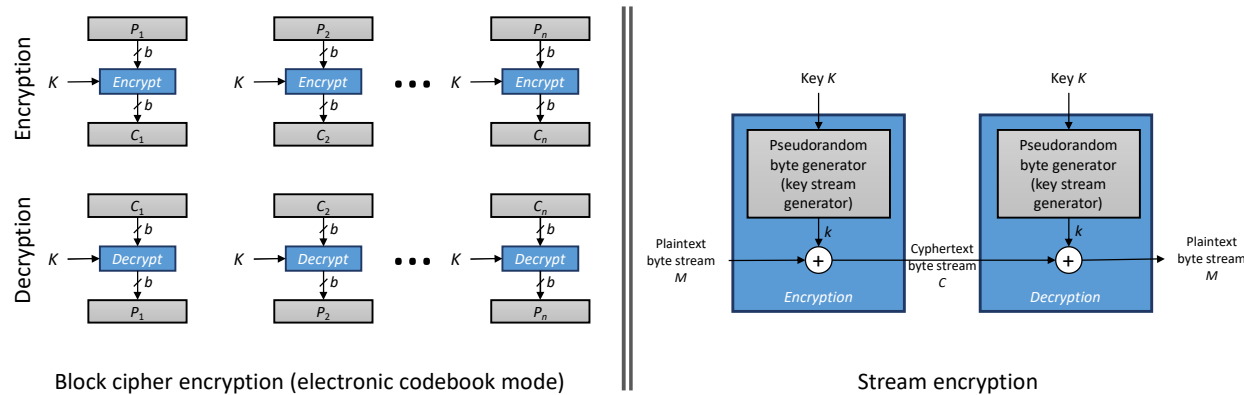 Encryption
P1
P2
Pn
b
b
b
K
Encrypt
K
Encrypt
• • •
K
Encrypt
b
b
b
C1
C2
Cn
Decryption
C1
C2
Cn
b
b
b
K
Decrypt
K
Decrypt
• • •
K
Decrypt
b
b
b
P1
P2
Pn
Block cipher encryption (electronic codebook mode)
Key K
Key K
Pseudorandom
byte generator
(key stream
generator)
Pseudorandom
byte generator
(key stream
generator)
k
k
Plaintext
byte stream
M
+
Cyphertext
byte stream
C
+
Plaintext
byte stream
M
Encryption
Decryption
Stream encryption